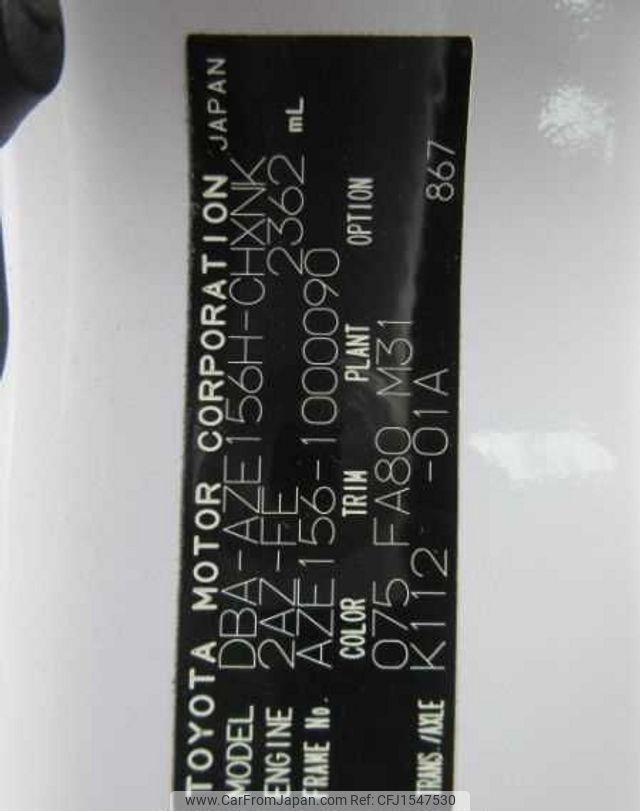 TOYOTA MOTOR CORPORATION JAPAN
MODEL DBA-AZE156H-CHXNK
ENGINE 2AZ-FE 2362 mL
FRAME No. AZE156-1000090
COLOR TRIM PLANT OPTION
075 FA80 M31
TRANS./AXLE K112 -01A 867
www.CarFromJapan.com CFJ1547530